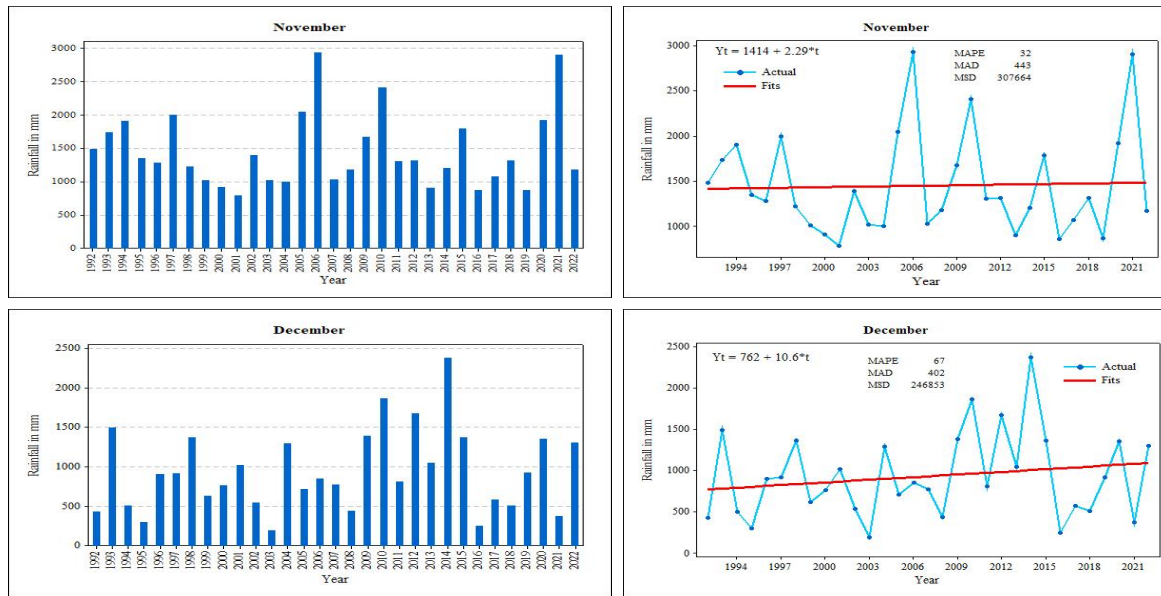 November
3000
2500
2000
1500
1000
500
0
Rainfall in mm
1992 1993 1994 1995 1996 1997 1998 1999 2000 2001 2002 2003 2004 2005 2006 2007 2008 2009 2010 2011 2012 2013 2014 2015 2016 2017 2018 2019 2020 2021 2022
Year
November
Yt = 1414 + 2.29*t
Actual
Fits
MAPE 32
MAD 443
MSD 307664
3000
2500
2000
1500
1000
Rainfall in mm
1994 1997 2000 2003 2006 2009 2012 2015 2018 2021
Year
December
2500
2000
1500
1000
500
0
Rainfall in mm
1992 1993 1994 1995 1996 1997 1998 1999 2000 2001 2002 2003 2004 2005 2006 2007 2008 2009 2010 2011 2012 2013 2014 2015 2016 2017 2018 2019 2020 2021 2022
Year
December
Yt = 762 + 10.6*t
MAPE 67
MAD 402
MSD 246853
Actual
Fits
2500
2000
1500
1000
500
0
Rainfall in mm
1994 1997 2000 2003 2006 2009 2012 2015 2018 2021
Year